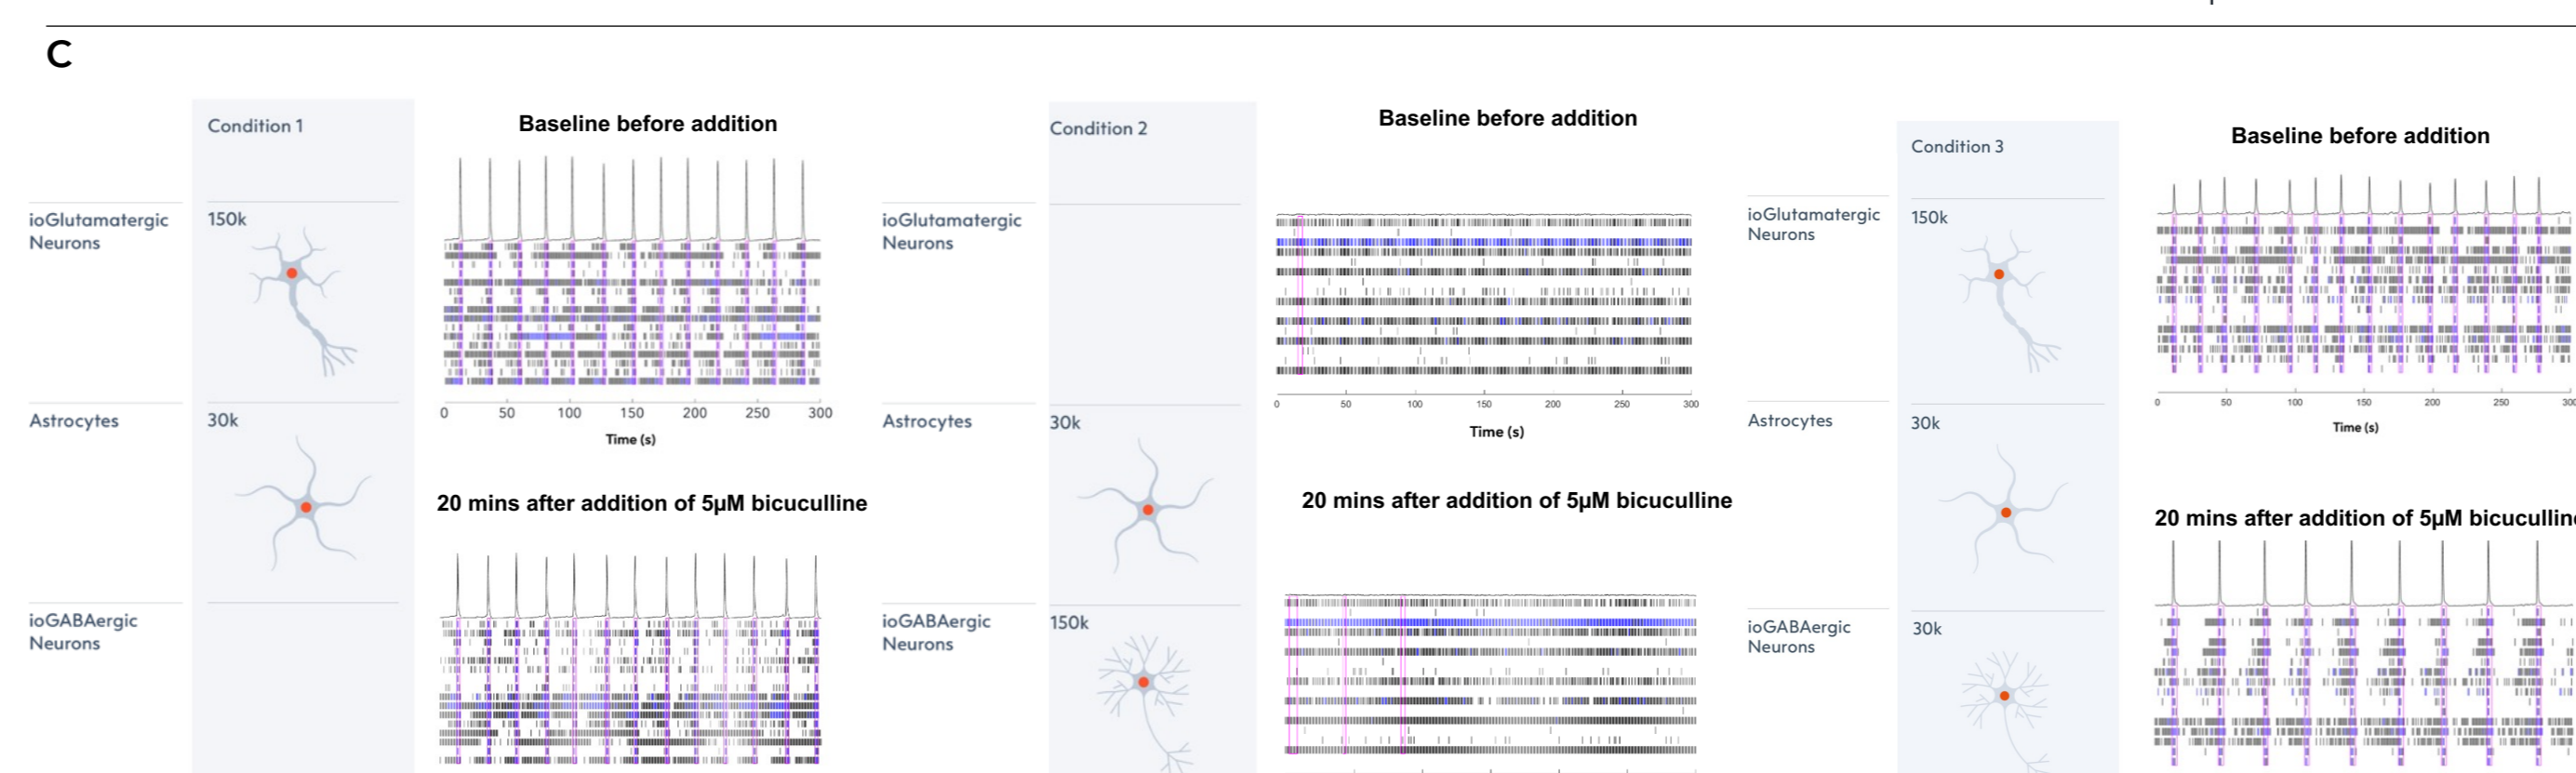 C
Condition 1
Baseline before addition
ioGlutamatergic
Neurons
150k
0 50 100 150 200 250 300
Time (s)
Astrocytes
30k
20 mins after addition of 5µM bicuculline
ioGABAergic
Neurons
Condition 2
Baseline before addition
ioGlutamatergic
Neurons
0 50 100 150 200 250 300
Time (s)
Astrocytes
30k
20 mins after addition of 5µM bicuculline
ioGABAergic
Neurons
150k
Condition 3
Baseline before addition
ioGlutamatergic
Neurons
150k
0 50 100 150 200 250 300
Time (s)
Astrocytes
30k
20 mins after addition of 5µM bicuculline
ioGABAergic
Neurons
30k